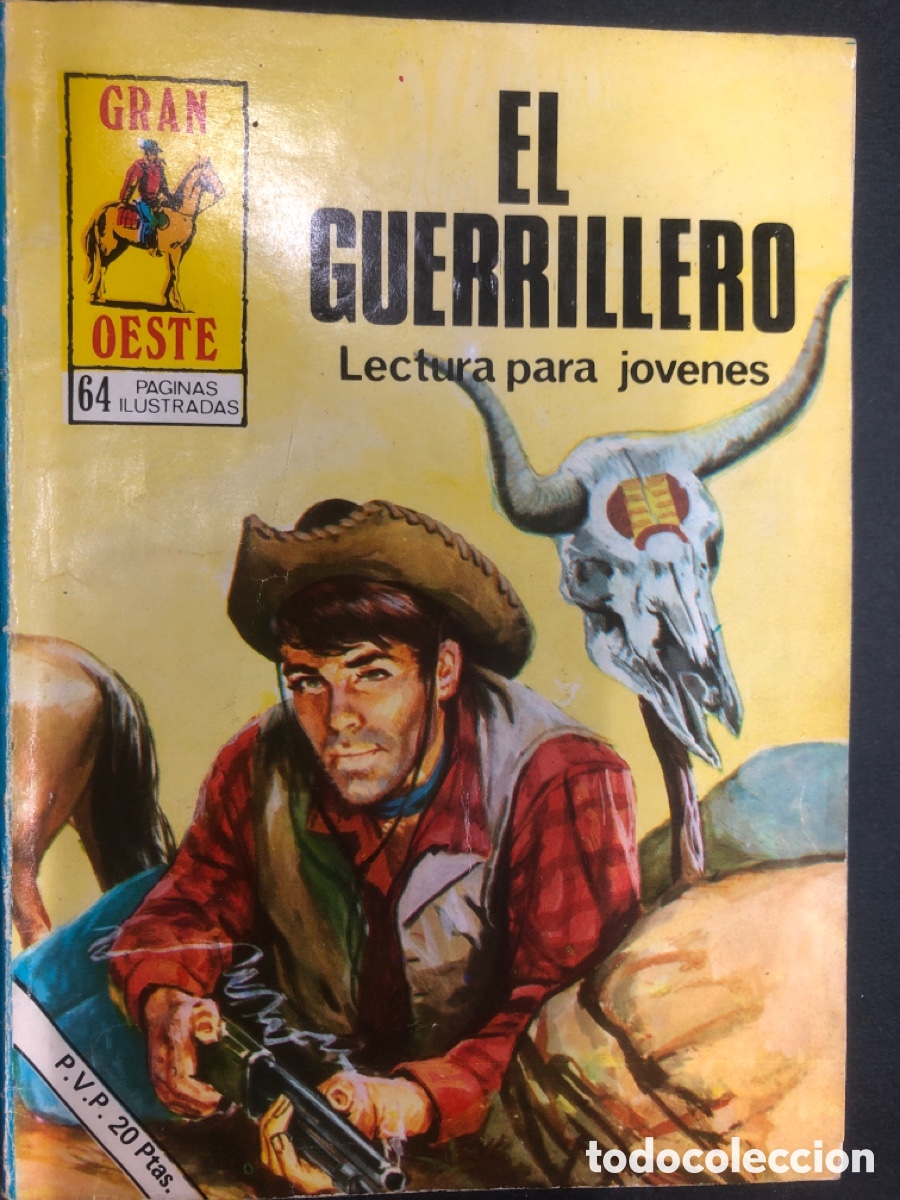 GRAN
OESTE
64 PAGINAS
ILUSTRADAS
EL
GUERRILLERO
Lectura para jovenes
P.V.P. 20 Ptas.
todocoleccion